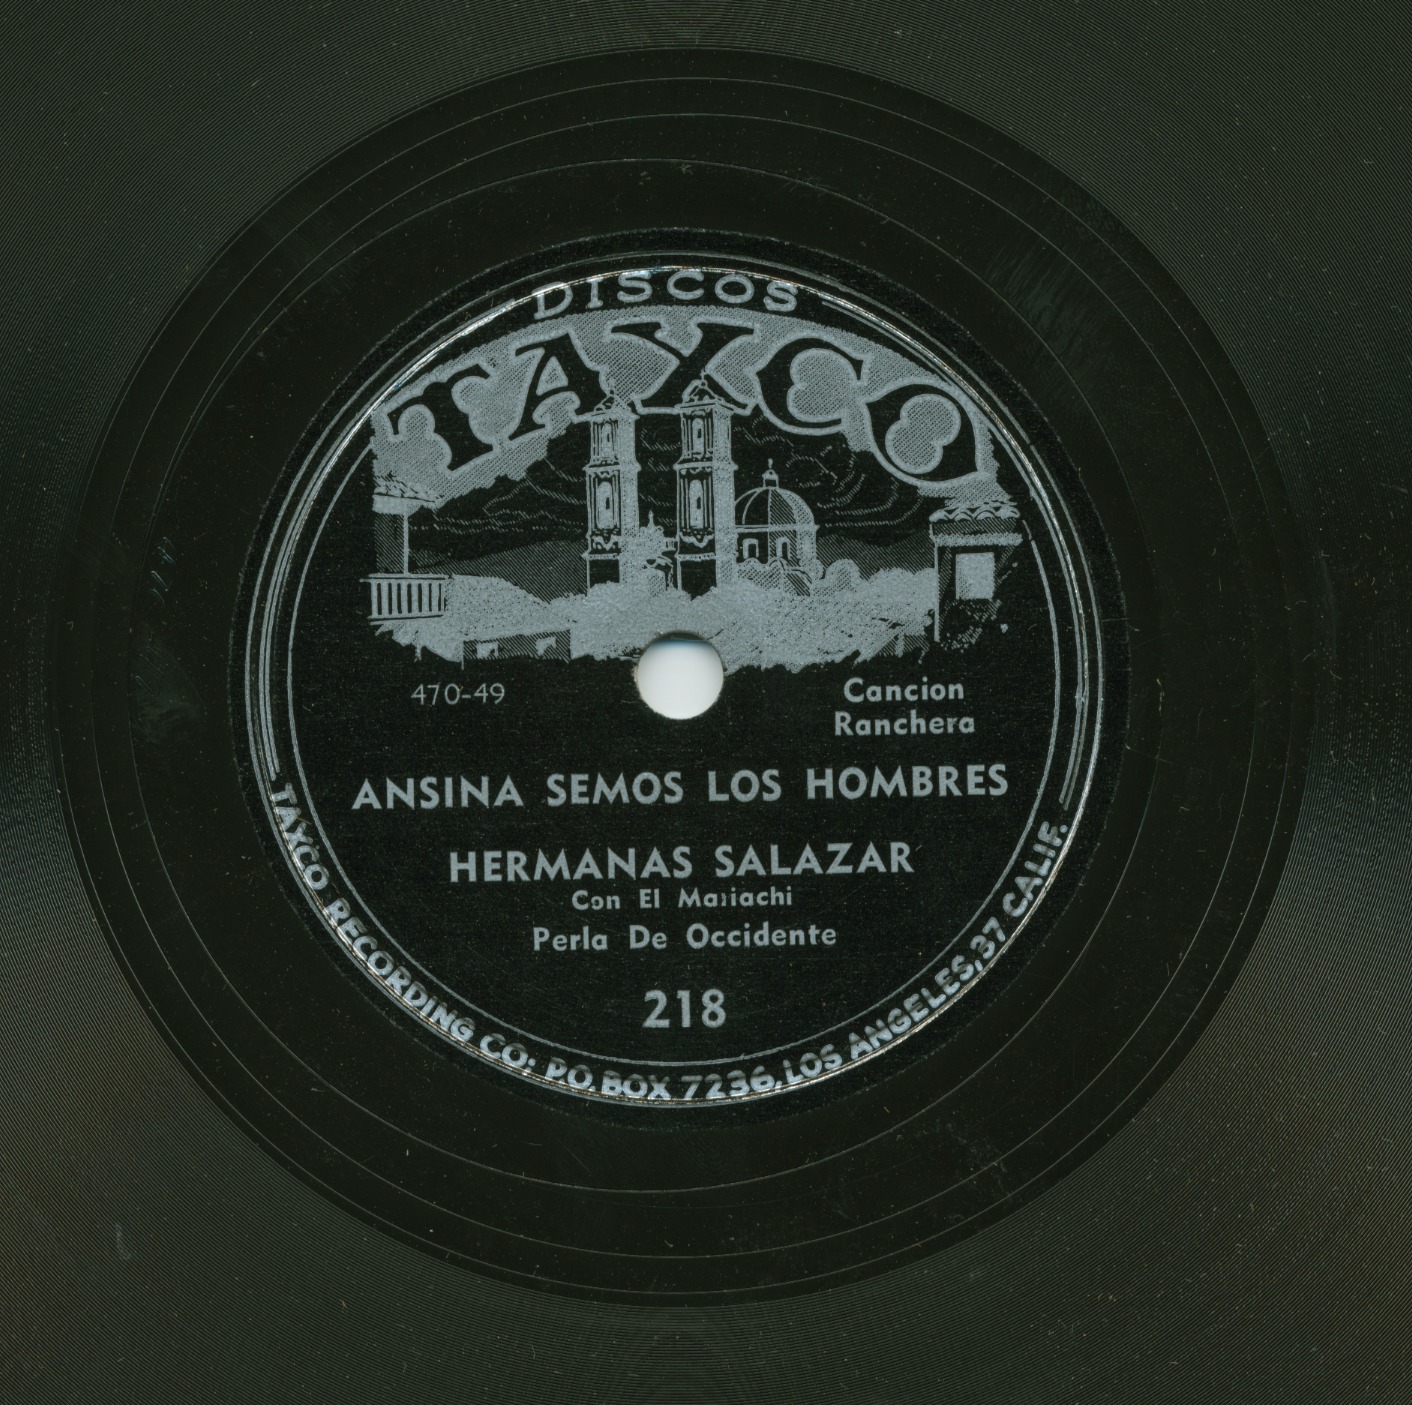 DISCOS
TAXCO
470-49
Cancion
Ranchera
ANSINA SEMOS LOS HOMBRES
HERMANAS SALAZAR
Con El Mariachi
Perla De Occidente
218
TAXCO RECORDING CO: P.O. BOX 7236, LOS ANGELES, 37 CALIF.